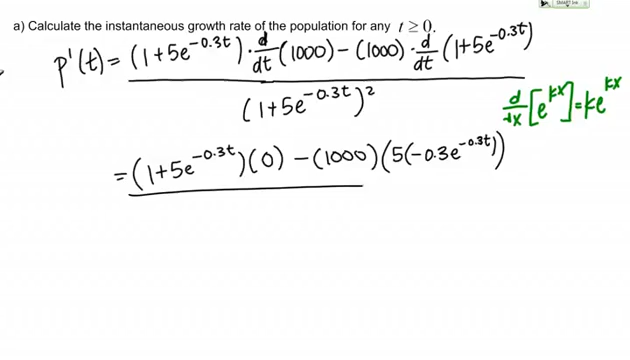 a) Calculate the instantaneous growth rate of the population for any t ≥ 0.
p'(t) = (1+5e^{-0.3t}) · d/dt (1000) - (1000) · d/dt (1+5e^{-0.3t})
(1+5e^{-0.3t})^2
d/dx [e^{kx}] = ke^{kx}
= (1+5e^{-0.3t})(0) - (1000)(5(-0.3e^{-0.3t}))